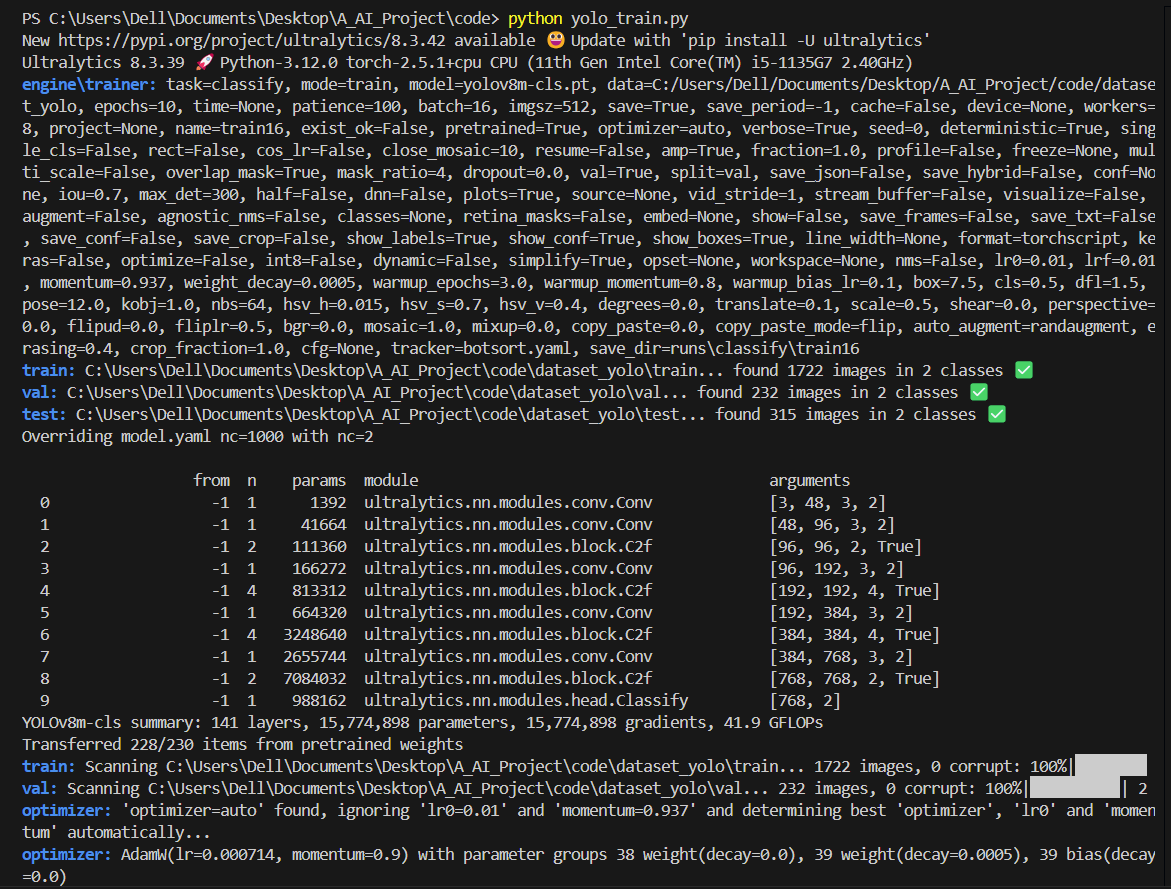 PS C:\Users\Dell\Documents\Desktop\A_AI_Project\code> python yolo_train.py
New https://pypi.org/project/ultralytics/8.3.42 available 😃 Update with 'pip install -U ultralytics'
Ultralytics 8.3.39 🚀 Python-3.12.0 torch-2.5.1+cpu CPU (11th Gen Intel Core(TM) i5-1135G7 2.40GHz)
engine\trainer: task=classify, mode=train, model=yolov8m-cls.pt, data=C:/Users/Dell/Documents/Desktop/A_AI_Project/code/datase
t_yolo, epochs=10, time=None, patience=100, batch=16, imgsz=512, save=True, save_period=-1, cache=False, device=None, workers=
8, project=None, name=train16, exist_ok=False, pretrained=True, optimizer=auto, verbose=True, seed=0, deterministic=True, sing
le_cls=False, rect=False, cos_lr=False, close_mosaic=10, resume=False, amp=True, fraction=1.0, profile=False, freeze=None, mul
ti_scale=False, overlap_mask=True, mask_ratio=4, dropout=0.0, val=True, split=val, save_json=False, save_hybrid=False, conf=No
ne, iou=0.7, max_det=300, half=False, dnn=False, plots=True, source=None, vid_stride=1, stream_buffer=False, visualize=False,
augment=False, agnostic_nms=False, classes=None, retina_masks=False, embed=None, show=False, save_frames=False, save_txt=False
, save_conf=False, save_crop=False, show_labels=True, show_conf=True, show_boxes=True, line_width=None, format=torchscript, ke
ras=False, optimize=False, int8=False, dynamic=False, simplify=True, opset=None, workspace=None, nms=False, lr0=0.01, lrf=0.01
, momentum=0.937, weight_decay=0.0005, warmup_epochs=3.0, warmup_momentum=0.8, warmup_bias_lr=0.1, box=7.5, cls=0.5, dfl=1.5,
pose=12.0, kobj=1.0, nbs=64, hsv_h=0.015, hsv_s=0.7, hsv_v=0.4, degrees=0.0, translate=0.1, scale=0.5, shear=0.0, perspective=
0.0, flipud=0.0, fliplr=0.5, bgr=0.0, mosaic=1.0, mixup=0.0, copy_paste=0.0, copy_paste_mode=flip, auto_augment=randaugment, e
rasing=0.4, crop_fraction=1.0, cfg=None, tracker=botsort.yaml, save_dir=runs\classify\train16
train: C:\Users\Dell\Documents\Desktop\A_AI_Project\code\dataset_yolo\train... found 1722 images in 2 classes ✅
val: C:\Users\Dell\Documents\Desktop\A_AI_Project\code\dataset_yolo\val... found 232 images in 2 classes ✅
test: C:\Users\Dell\Documents\Desktop\A_AI_Project\code\dataset_yolo\test... found 315 images in 2 classes ✅
Overriding model.yaml nc=1000 with nc=2
from n params module arguments
0 -1 1 1392 ultralytics.nn.modules.conv.Conv [3, 48, 3, 2]
1 -1 1 41664 ultralytics.nn.modules.conv.Conv [48, 96, 3, 2]
2 -1 2 111360 ultralytics.nn.modules.block.C2f [96, 96, 2, True]
3 -1 1 166272 ultralytics.nn.modules.conv.Conv [96, 192, 3, 2]
4 -1 4 813312 ultralytics.nn.modules.block.C2f [192, 192, 4, True]
5 -1 1 664320 ultralytics.nn.modules.conv.Conv [192, 384, 3, 2]
6 -1 4 3248640 ultralytics.nn.modules.block.C2f [384, 384, 4, True]
7 -1 1 2655744 ultralytics.nn.modules.conv.Conv [384, 768, 3, 2]
8 -1 2 7084032 ultralytics.nn.modules.block.C2f [768, 768, 2, True]
9 -1 1 988162 ultralytics.nn.modules.head.Classify [768, 2]
YOLOv8m-cls summary: 141 layers, 15,774,898 parameters, 15,774,898 gradients, 41.9 GFLOPs
Transferred 228/230 items from pretrained weights
train: Scanning C:\Users\Dell\Documents\Desktop\A_AI_Project\code\dataset_yolo\train... 1722 images, 0 corrupt: 100%|
val: Scanning C:\Users\Dell\Documents\Desktop\A_AI_Project\code\dataset_yolo\val... 232 images, 0 corrupt: 100%| | 2
optimizer: 'optimizer=auto' found, ignoring 'lr0=0.01' and 'momentum=0.937' and determining best 'optimizer', 'lr0' and 'momen
tum' automatically...
optimizer: AdamW(lr=0.000714, momentum=0.9) with parameter groups 38 weight(decay=0.0), 39 weight(decay=0.0005), 39 bias(decay
=0.0)